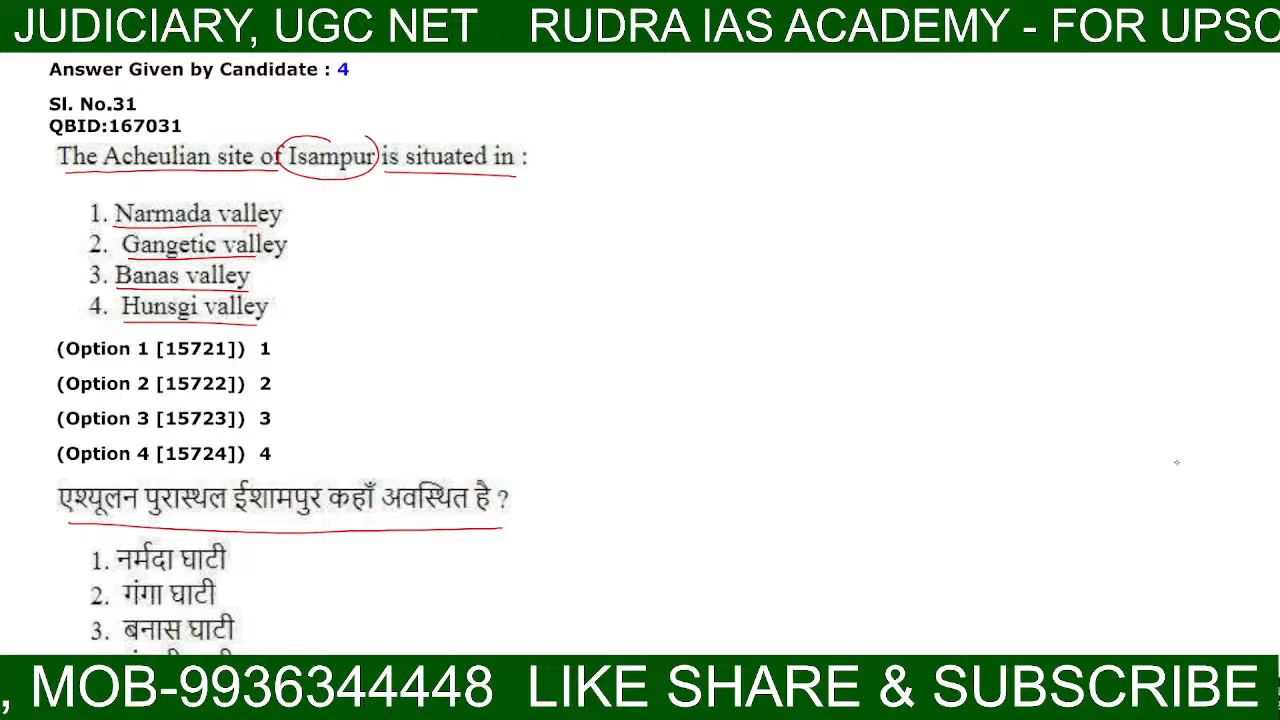 JUDICIARY, UGC NET RUDRA IAS ACADEMY - FOR UPSC
Answer Given by Candidate : 4
Sl. No.31
QBID:167031
The Acheulian site of Isampur is situated in :
1. Narmada valley
2. Gangetic valley
3. Banas valley
4. Hunsgi valley
(Option 1 [15721]) 1
(Option 2 [15722]) 2
(Option 3 [15723]) 3
(Option 4 [15724]) 4
एश्यूलन पुरास्थल ईशामपुर कहाँ अवस्थित है ?
1. नर्मदा घाटी
2. गंगा घाटी
3. बनास घाटी
, MOB-9936344448 LIKE SHARE & SUBSCRIBE